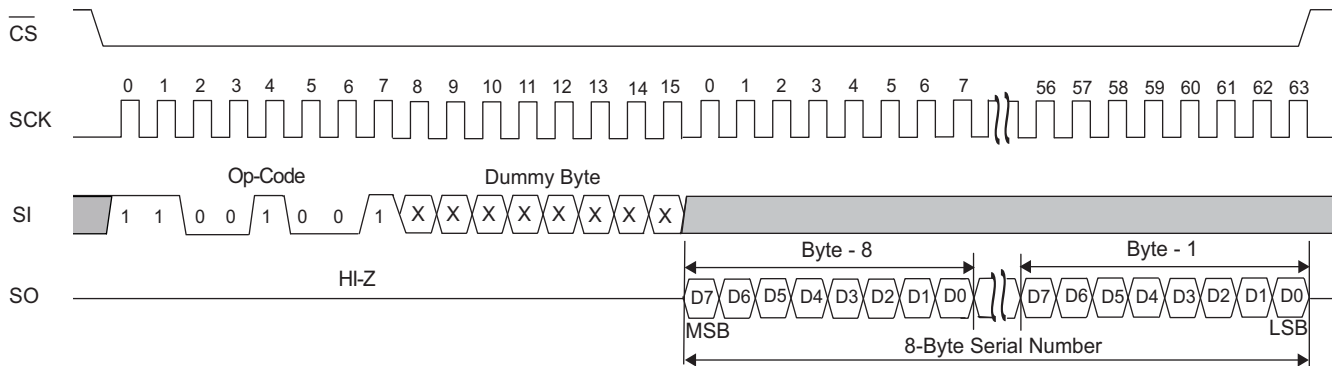 CS
0 1 2 3 4 5 6 7 8 9 10 11 12 13 14 15 0 1 2 3 4 5 6 7 56 57 58 59 60 61 62 63
SCK
Op-Code Dummy Byte
SI 1 1 0 0 1 0 0 1 X X X X X X X X
Byte - 8 Byte - 1
HI-Z
SO D7 D6 D5 D4 D3 D2 D1 D0 D7 D6 D5 D4 D3 D2 D1 D0
MSB LSB
8-Byte Serial Number